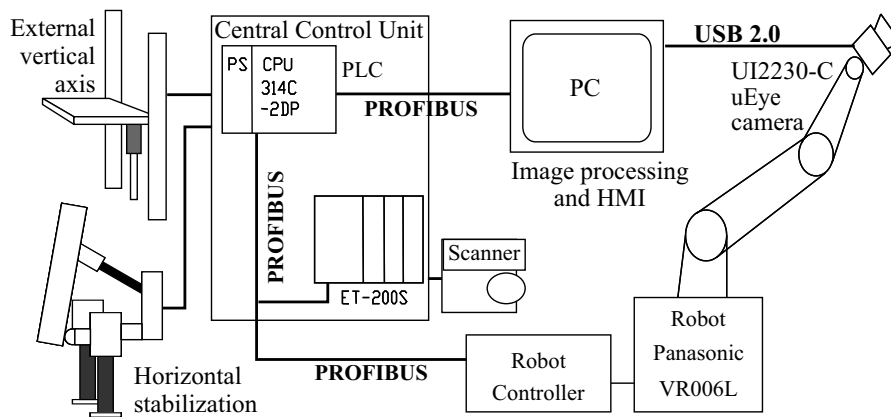 External
vertical
axis
Central Control Unit
PS
CPU
314C
-2DP
PLC
PROFIBUS
PC
Image processing
and HMI
USB 2.0
UI2230-C
uEye
camera
PROFIBUS
ET-200S
Scanner
Horizontal
stabilization
PROFIBUS
Robot
Controller
Robot
Panasonic
VR006L